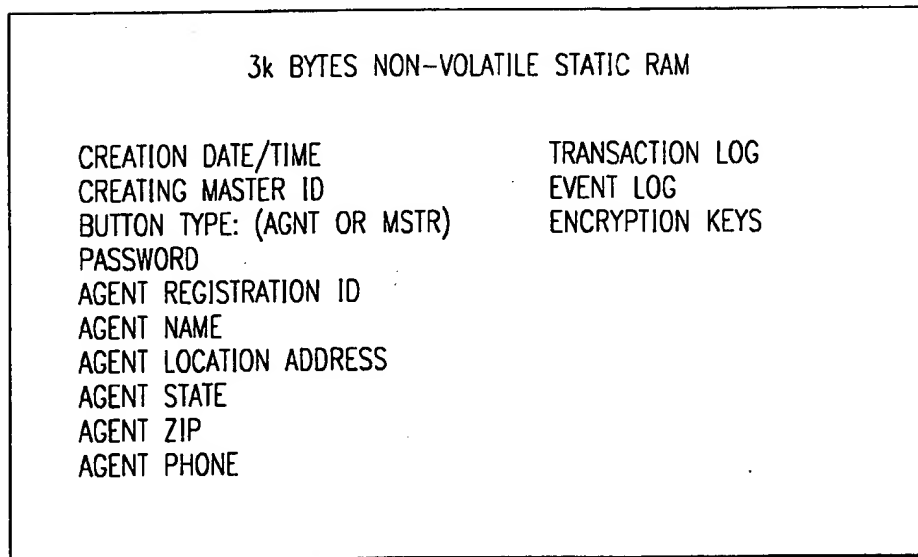 3k BYTES NON-VOLATILE STATIC RAM
CREATION DATE/TIME
CREATING MASTER ID
BUTTON TYPE: (AGNT OR MSTR)
PASSWORD
AGENT REGISTRATION ID
AGENT NAME
AGENT LOCATION ADDRESS
AGENT STATE
AGENT ZIP
AGENT PHONE
TRANSACTION LOG
EVENT LOG
ENCRYPTION KEYS